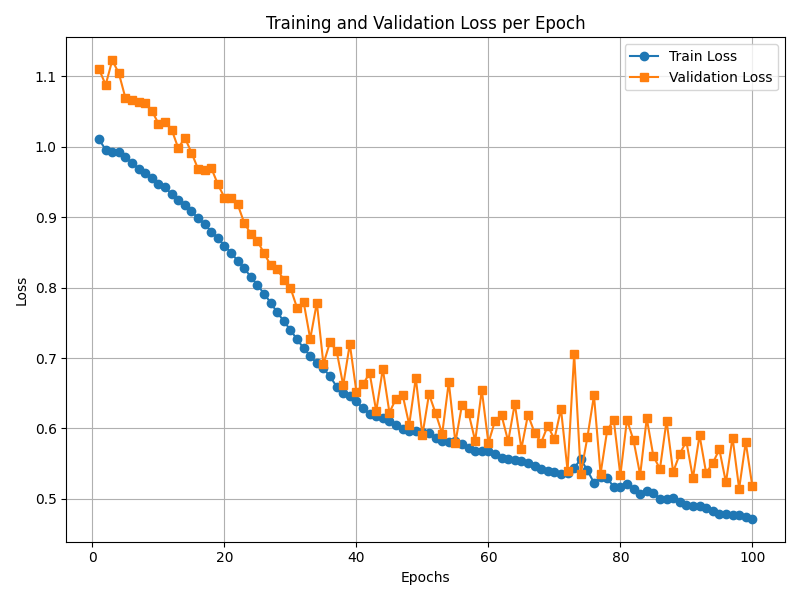 Training and Validation Loss per Epoch
Train Loss
Validation Loss
1.1
1.0
0.9
0.8
0.7
0.6
0.5
Loss
0 20 40 60 80 100
Epochs